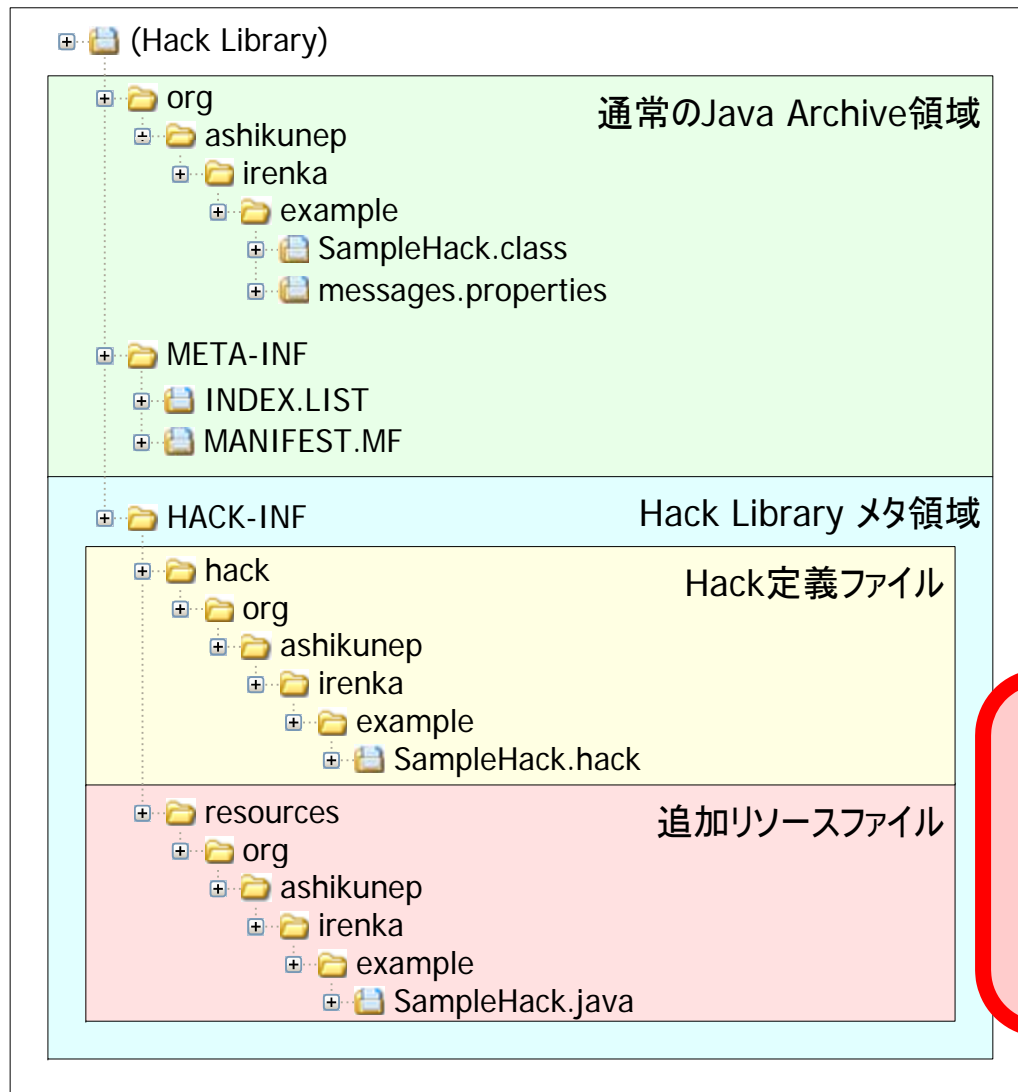 (Hack Library)
org
通常のJava Archive領域
ashikunep
irenka
example
SampleHack.class
messages.properties
META-INF
INDEX.LIST
MANIFEST.MF
HACK-INF
Hack Library メタ領域
hack
Hack定義ファイル
org
ashikunep
irenka
example
SampleHack.hack
resources
追加リソースファイル
org
ashikunep
irenka
example
SampleHack.java